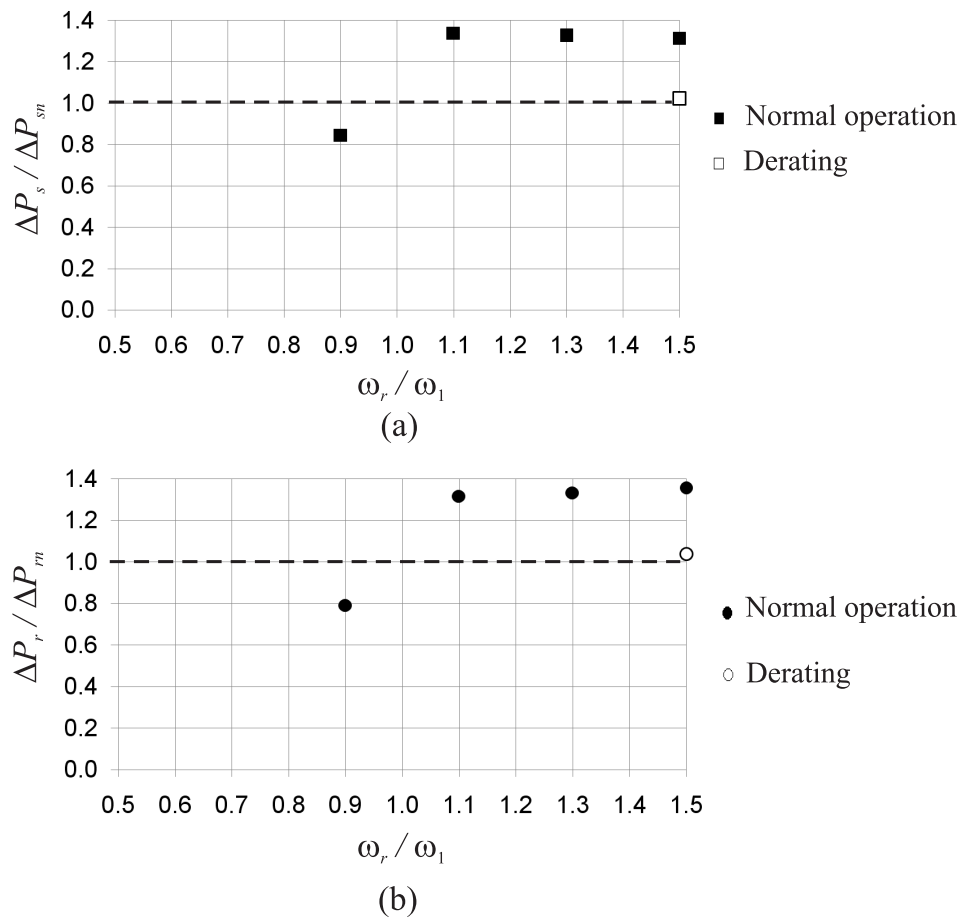 1.4
1.2
1.0
0.8
0.6
0.4
0.2
0.0
ΔPs / ΔPsn
0.5 0.6 0.7 0.8 0.9 1.0 1.1 1.2 1.3 1.4 1.5
ωr / ω1
(a)
Normal operation
Derating
1.4
1.2
1.0
0.8
0.6
0.4
0.2
0.0
ΔPr / ΔPrn
0.5 0.6 0.7 0.8 0.9 1.0 1.1 1.2 1.3 1.4 1.5
ωr / ω1
(b)
Normal operation
Derating